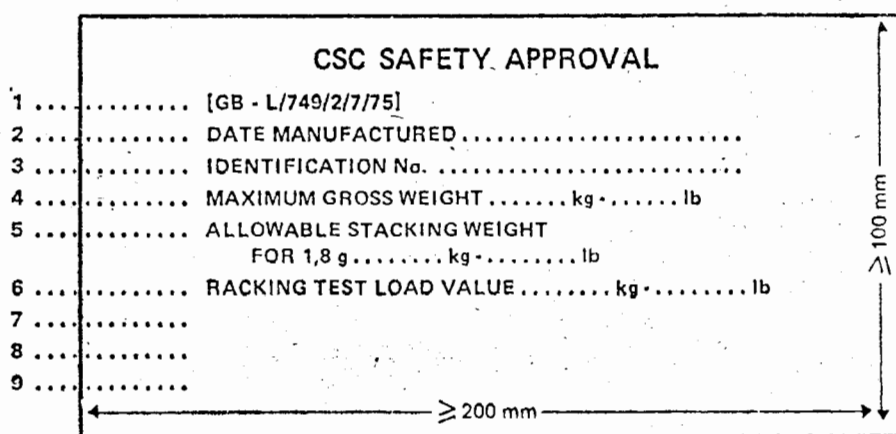 CSC SAFETY APPROVAL
1 ............. [GB - L/749/2/7/75]
2 ............. DATE MANUFACTURED .......................
3 ............. IDENTIFICATION No. .........................
4 ............. MAXIMUM GROSS WEIGHT ....... kg - ....... lb
5 ............. ALLOWABLE STACKING WEIGHT
FOR 1,8 g ........ kg - ........ lb
6 ............. RACKING TEST LOAD VALUE ........ kg - ......... lb
7 .............
8 .............
9 .............
⩾ 200 mm
⩾ 100 mm